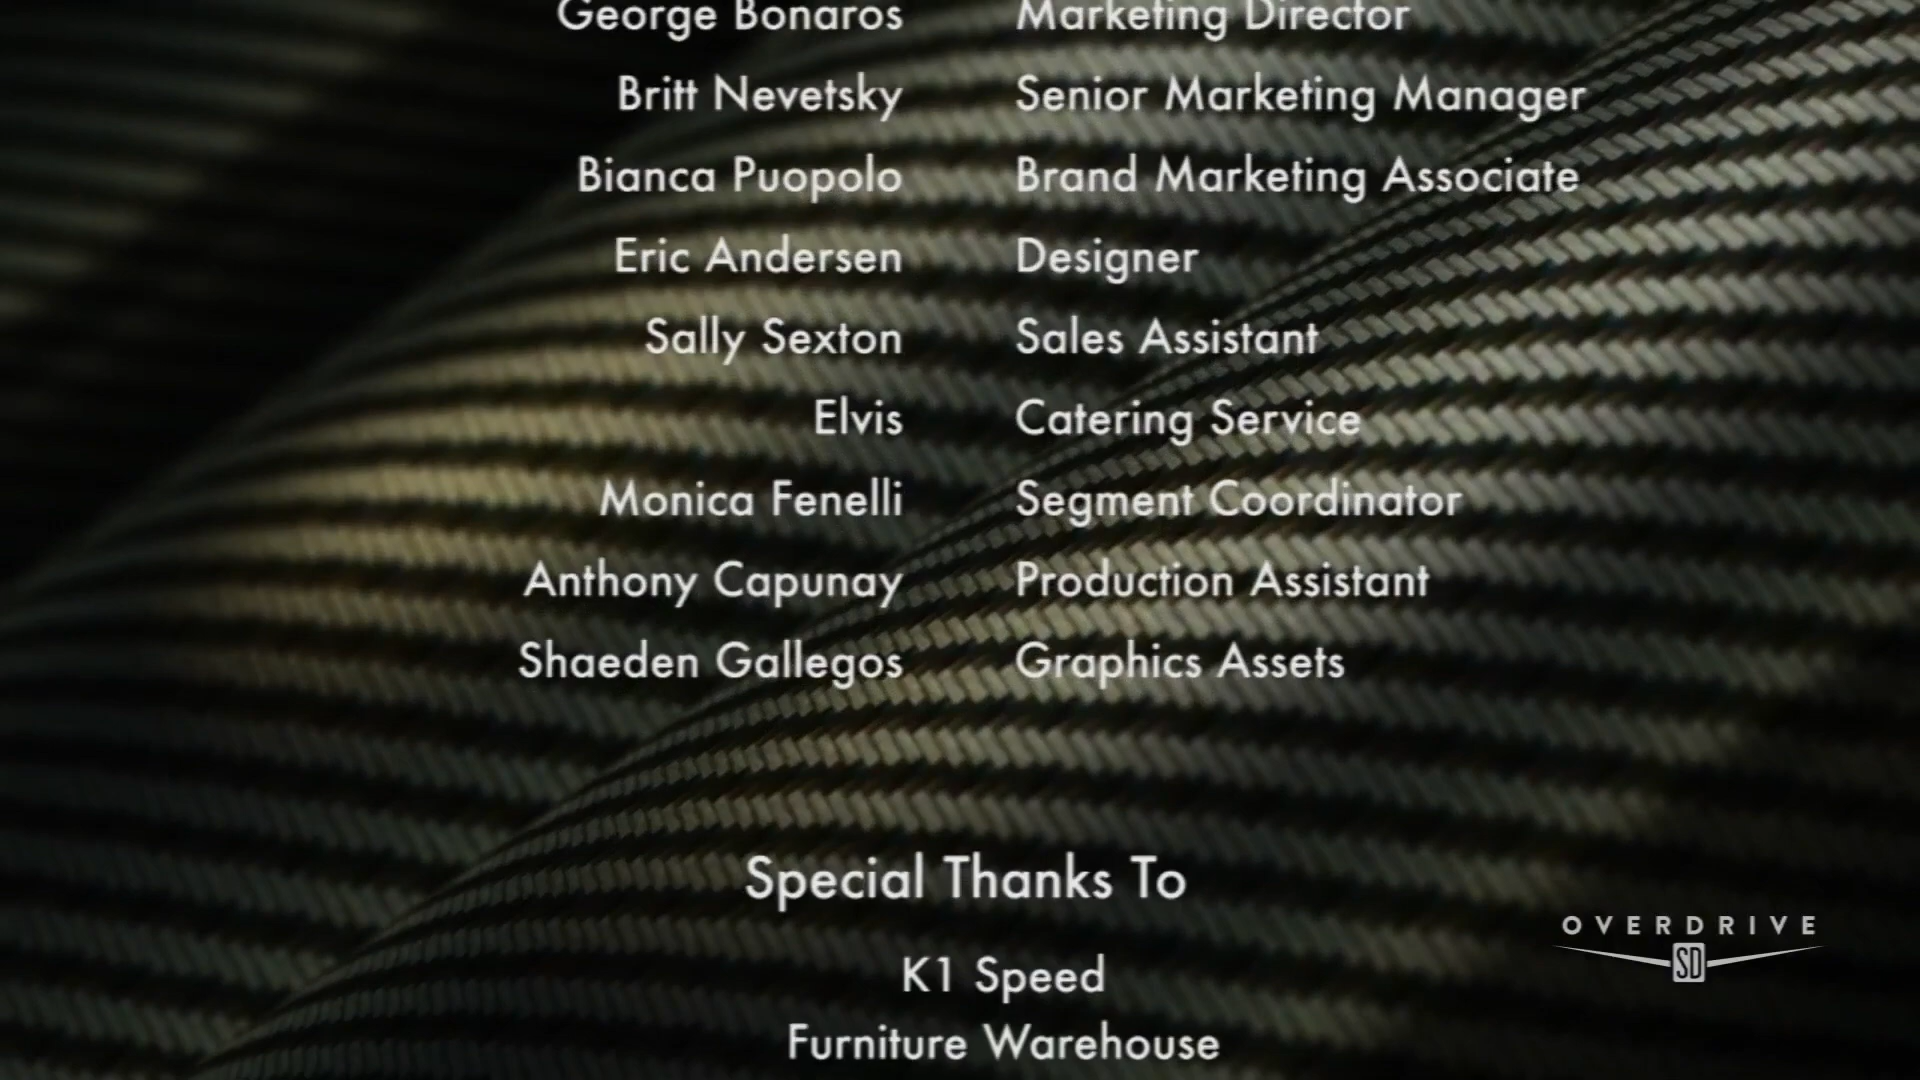 George Bonaros Marketing Director
Britt Nevetsky Senior Marketing Manager
Bianca Puopolo Brand Marketing Associate
Eric Andersen Designer
Sally Sexton Sales Assistant
Elvis Catering Service
Monica Fenelli Segment Coordinator
Anthony Capunay Production Assistant
Shaeden Gallegos Graphics Assets
Special Thanks To
K1 Speed
Furniture Warehouse
OVERDRIVE
SD